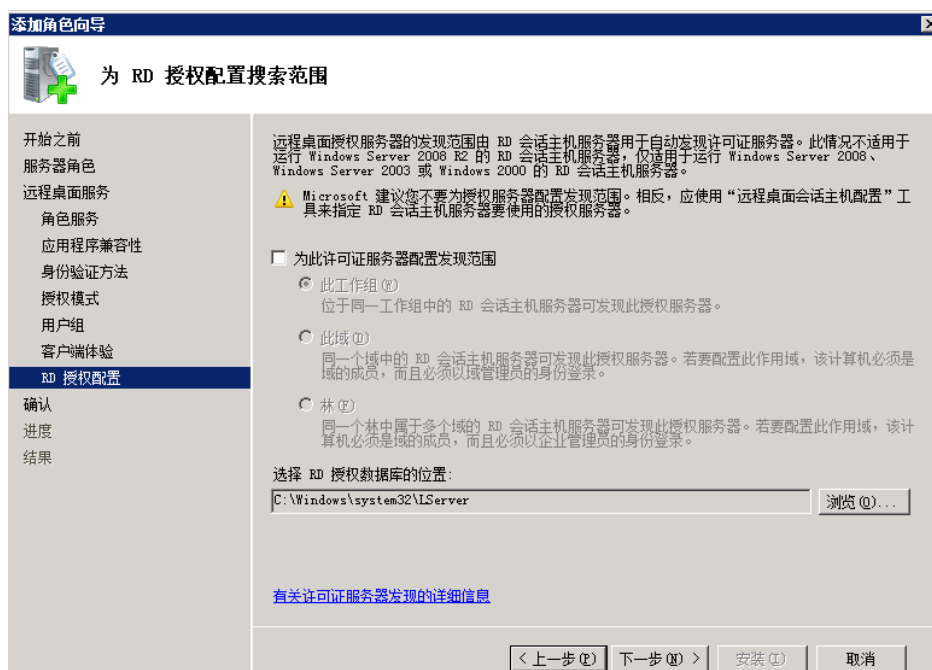 添加角色向导
为 RD 授权配置搜索范围
开始之前
服务器角色
远程桌面服务
角色服务
应用程序兼容性
身份验证方法
授权模式
用户组
客户端体验
RD 授权配置
确认
进度
结果
远程桌面授权服务器的发现范围由 RD 会话主机服务器用于自动发现许可证服务器。此情况不适用于
运行 Windows Server 2008 R2 的 RD 会话主机服务器，仅适用于运行 Windows Server 2008、
Windows Server 2003 或 Windows 2000 的 RD 会话主机服务器。
Microsoft 建议您不要为授权服务器配置发现范围。相反，应使用“远程桌面会话主机配置”工
具来指定 RD 会话主机服务器要使用的授权服务器。
为此许可证服务器配置发现范围
此工作组(W)
位于同一工作组中的 RD 会话主机服务器可发现此授权服务器。
此域(D)
同一个域中的 RD 会话主机服务器可发现此授权服务器。若要配置此作用域，该计算机必须是
域的成员，而且必须以域管理员的身份登录。
林(F)
同一个林中属于多个域的 RD 会话主机服务器可发现此授权服务器。若要配置此作用域，该计
算机必须是域的成员，而且必须以企业管理员的身份登录。
选择 RD 授权数据库的位置:
C:\Windows\system32\LServer
浏览(O)...
有关许可证服务器发现的详细信息
< 上一步(P)
下一步(N) >
安装(I)
取消